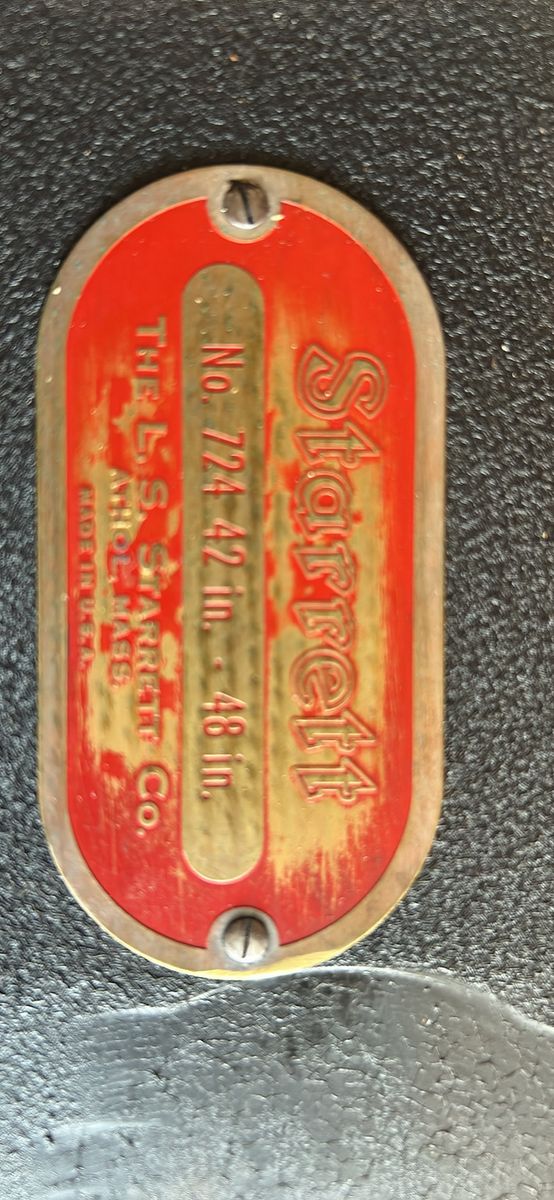 Starrett
No. 724 42 in. - 48 in.
THE L. S. STARRETT CO.
ATHOL, MASS.
MADE IN U.S.A.